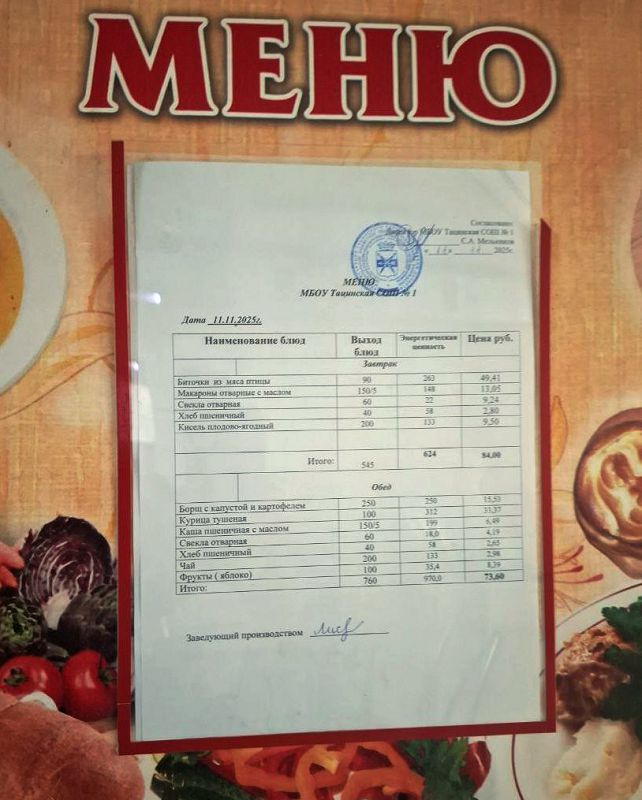 МЕНЮ
Согласовано:
Директор МБОУ Тацинская СОШ № 1
С.А. Мельников
2025г.
МЕНЮ
МБОУ Тацинская СОШ № 1
Дата 11.11.2025г.
Наименование блюд Выход блюд Энергетическая ценность Цена руб.
Завтрак
Биточки из мяса птицы 90 263 49,41
Макароны отварные с маслом 150/5 148 13,05
Свекла отварная 60 22 9,24
Хлеб пшеничный 40 58 2,80
Кисель плодово-ягодный 200 133 9,50
Итого: 545 624 84,00
Обед
Борщ с капустой и картофелем 250 250 15,53
Курица тушеная 100 312 33,37
Каша пшеничная с маслом 150/5 199 6,49
Свекла отварная 60 18,0 4,19
Хлеб пшеничный 40 58 2,65
Чай 200 133 2,98
Фрукты ( яблоко) 100 35,4 8,39
Итого: 760 970,0 73,60
Заведующий производством